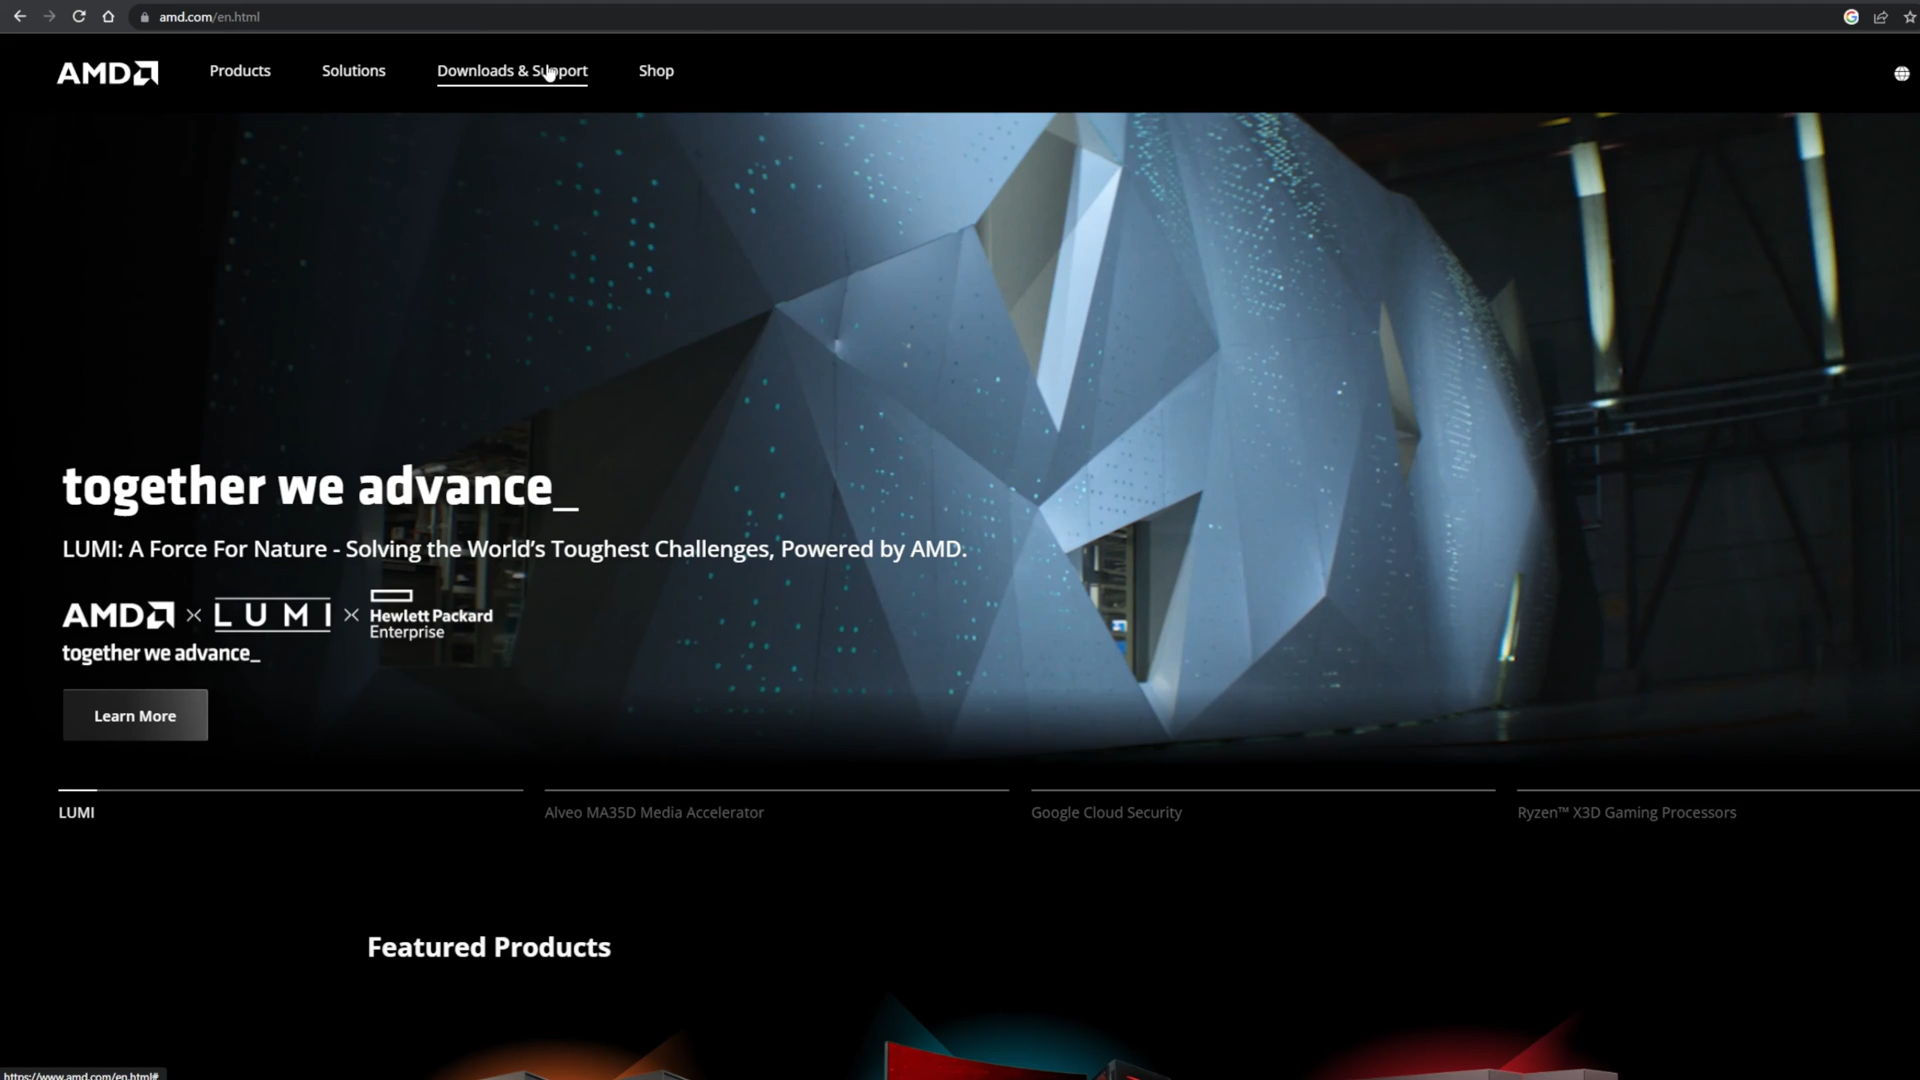 amd.com/en.html
AMD
Products
Solutions
Downloads & Support
Shop
together we advance_
LUMI: A Force For Nature - Solving the World's Toughest Challenges, Powered by AMD.
AMD × LUMI × Hewlett Packard
Enterprise
together we advance_
Learn More
LUMI
Alveo MA35D Media Accelerator
Google Cloud Security
Ryzen™ X3D Gaming Processors
Featured Products
https://www.amd.com/en.html#